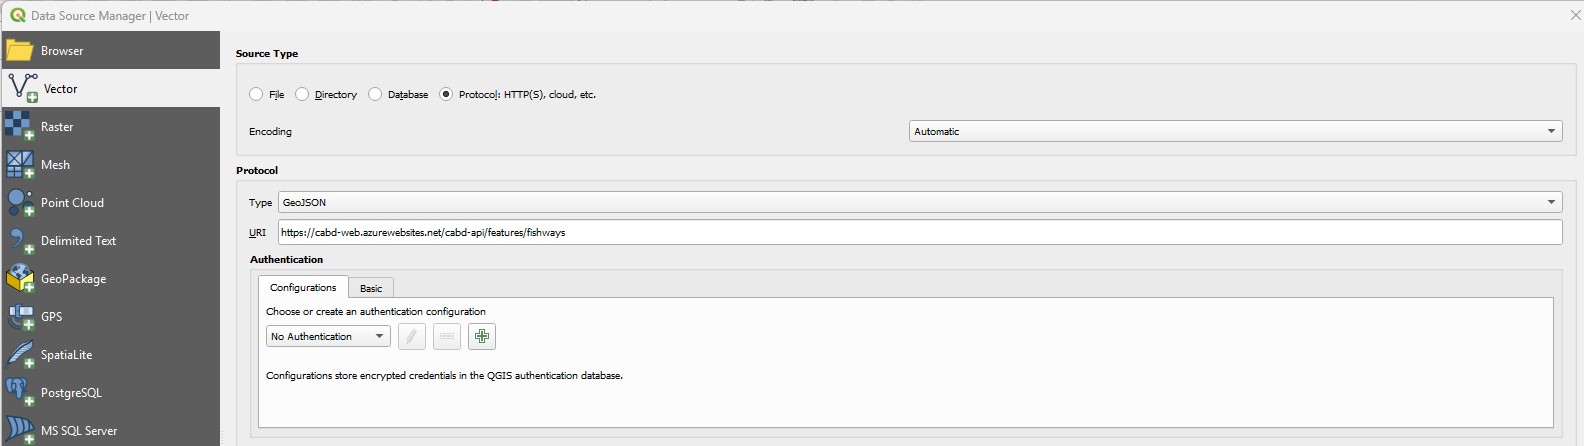 Data Source Manager | Vector
Browser
Vector
Raster
Mesh
Point Cloud
Delimited Text
GeoPackage
GPS
SpatiaLite
PostgreSQL
MS SQL Server
Source Type
File Directory Database Protocol: HTTP(S), cloud, etc.
Encoding Automatic
Protocol
Type GeoJSON
URI https://cabd-web.azurewebsites.net/cabd-api/features/fishways
Authentication
Configurations Basic
Choose or create an authentication configuration
No Authentication
Configurations store encrypted credentials in the QGIS authentication database.